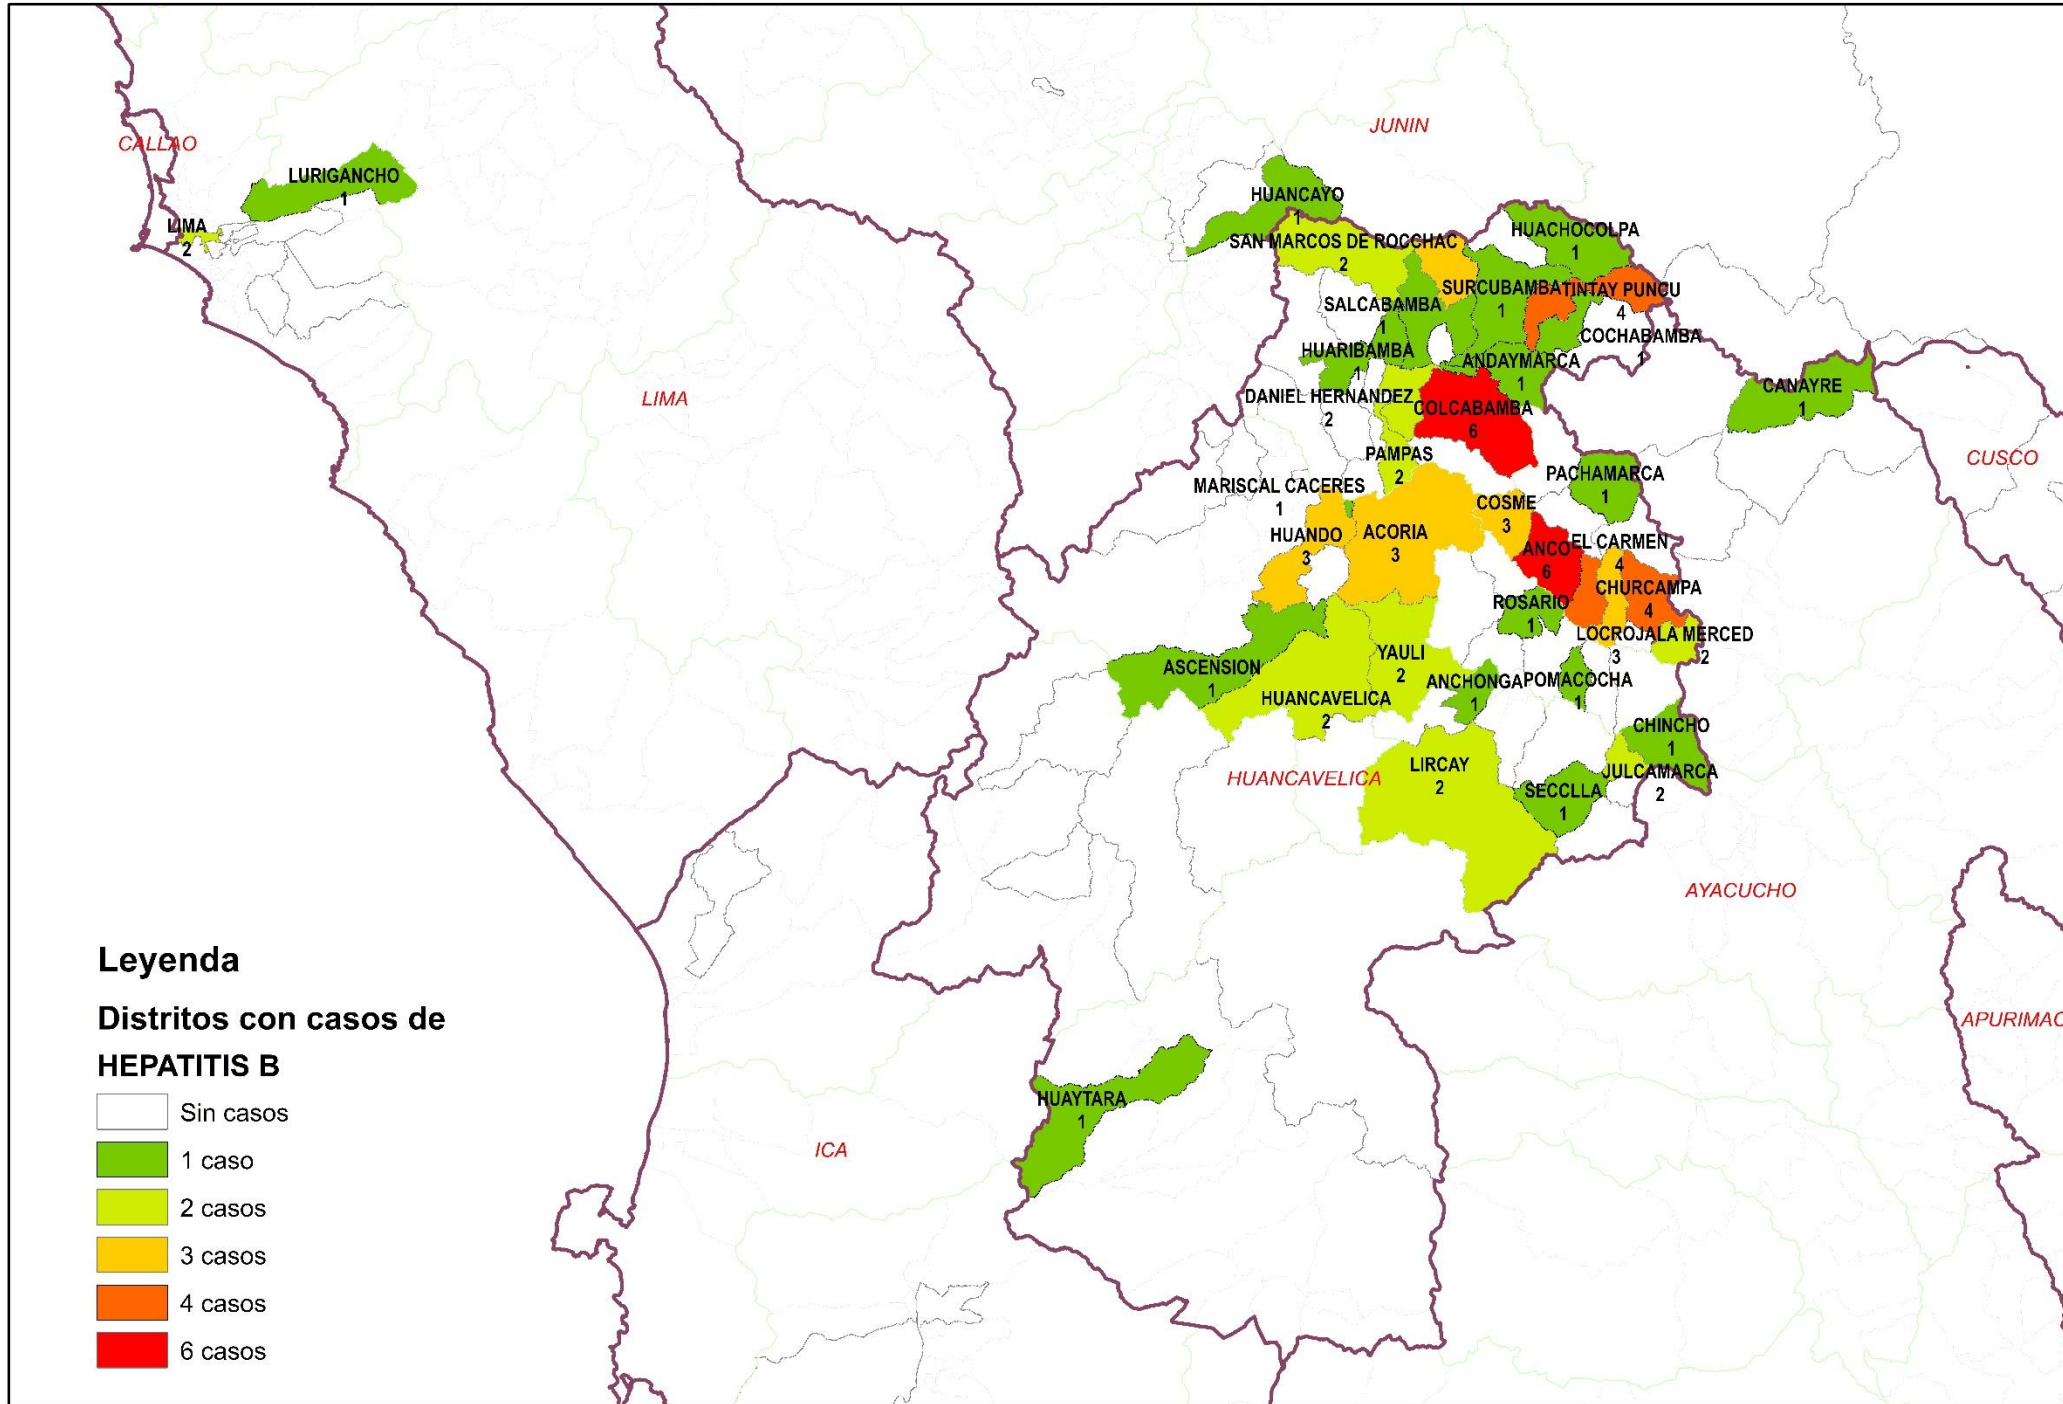 JUNIN
CALLAO
LURIGANCHO
1
LIMA
2
HUANCAYO
1
HUACHOCOLPA
1
SAN MARCOS DE ROCCHAC
2
SURCUBAMBA
1
TINTAY PUNCU
4
SALCABAMBA
1
COCHABAMBA
1
HUARIBAMBA
1
ANDAYMARCA
1
CANAYRE
1
LIMA
DANIEL HERNANDEZ
2
COLCABAMBA
6
PAMPAS
2
CUSCO
PACHAMARCA
1
MARISCAL CACERES
1
COSME
3
HUANDO
3
ACORIA
3
ANCO
6
EL CARMEN
4
CHURCAMPA
4
ROSARIO
1
LOCROJA
3
LA MERCED
2
ASCENSION
1
YAULI
2
ANCHONGA
1
POMACOCHA
1
HUANCAVELICA
2
CHINCHO
1
HUANCAVELICA
LIRCAY
2
JULCAMARCA
2
SECCLLA
1
AYACUCHO
APURIMAC
HUAYTARA
1
ICA
Leyenda
Distritos con casos de
HEPATITIS B
Sin casos
1 caso
2 casos
3 casos
4 casos
6 casos